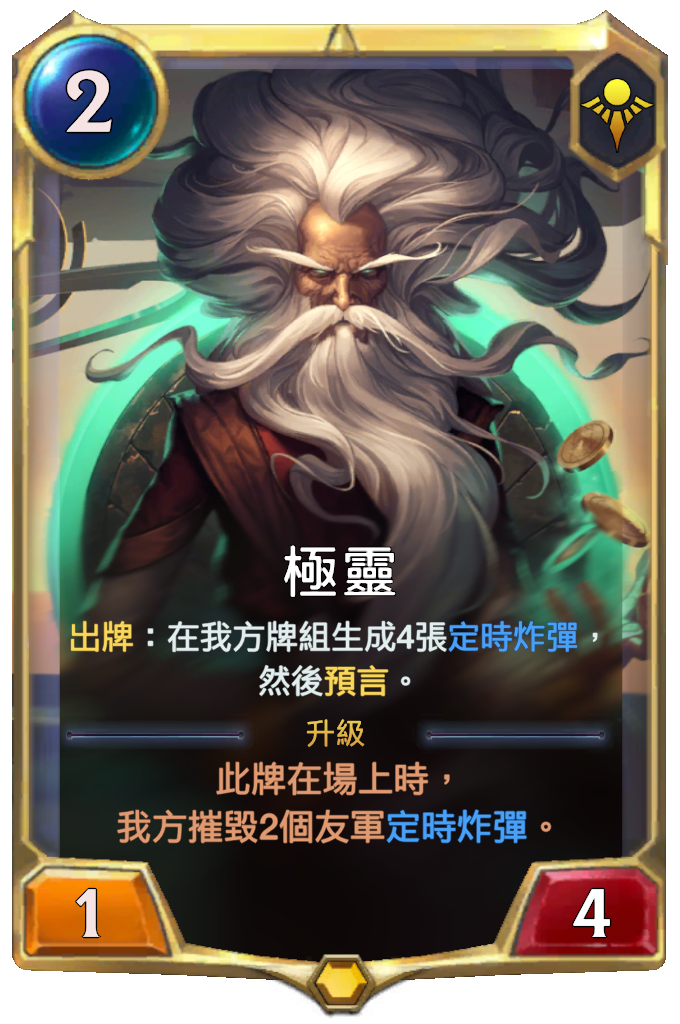 2
極靈
出牌：在我方牌組生成4張定時炸彈，
然後預言。
升級
此牌在場上時，
我方摧毀2個友軍定時炸彈。
1
4